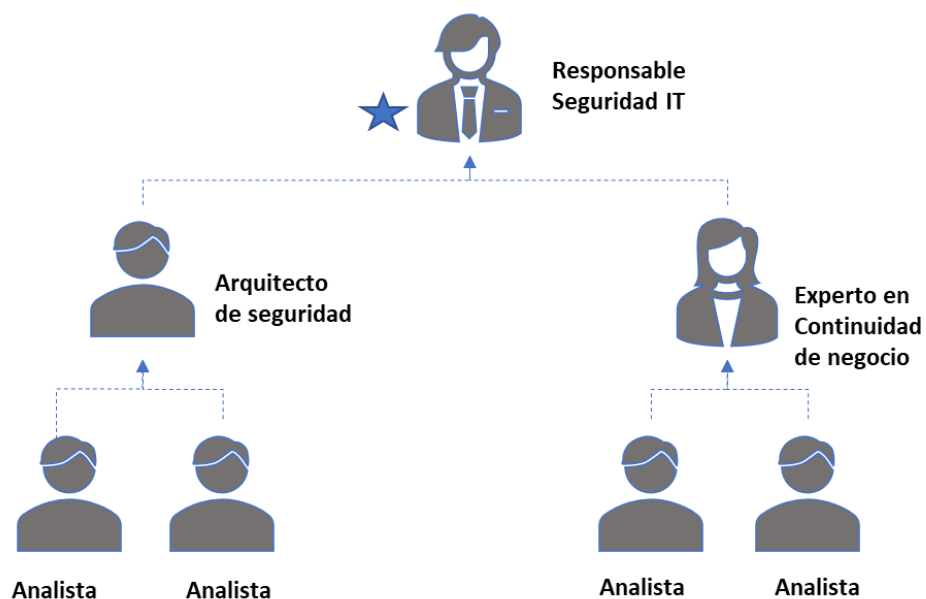 Responsable
Seguridad IT
Arquitecto
de seguridad
Experto en
Continuidad
de negocio
Analista
Analista
Analista
Analista